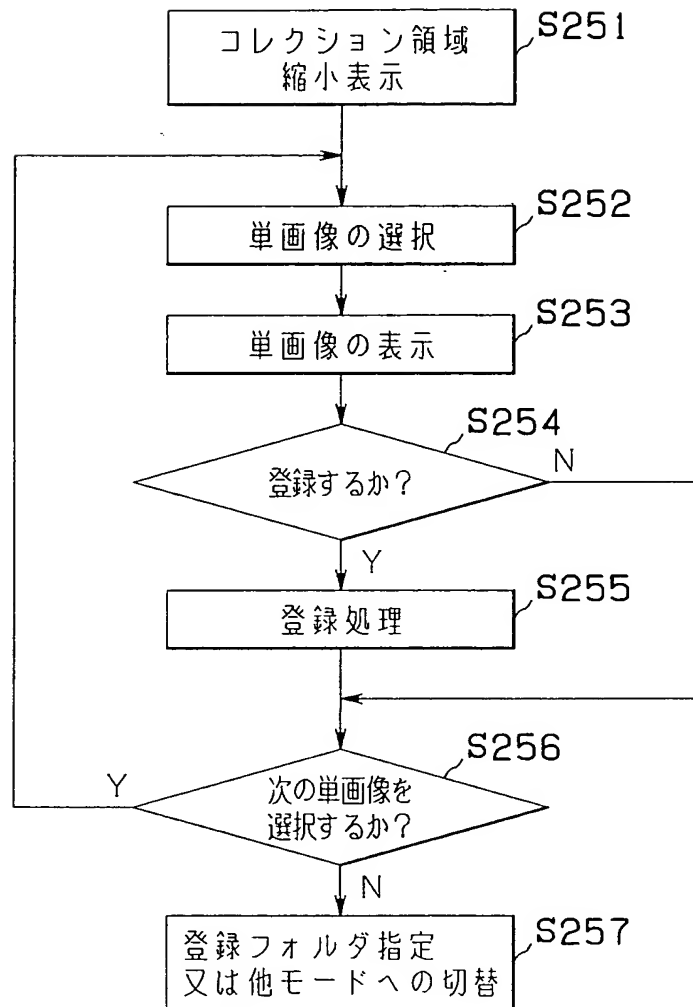 コレクション領域
縮小表示
S251
単画像の選択
S252
単画像の表示
S253
登録するか?
S254
N
Y
登録処理
S255
次の単画像を
選択するか?
S256
Y
N
登録フォルダ指定
又は他モードへの切替
S257